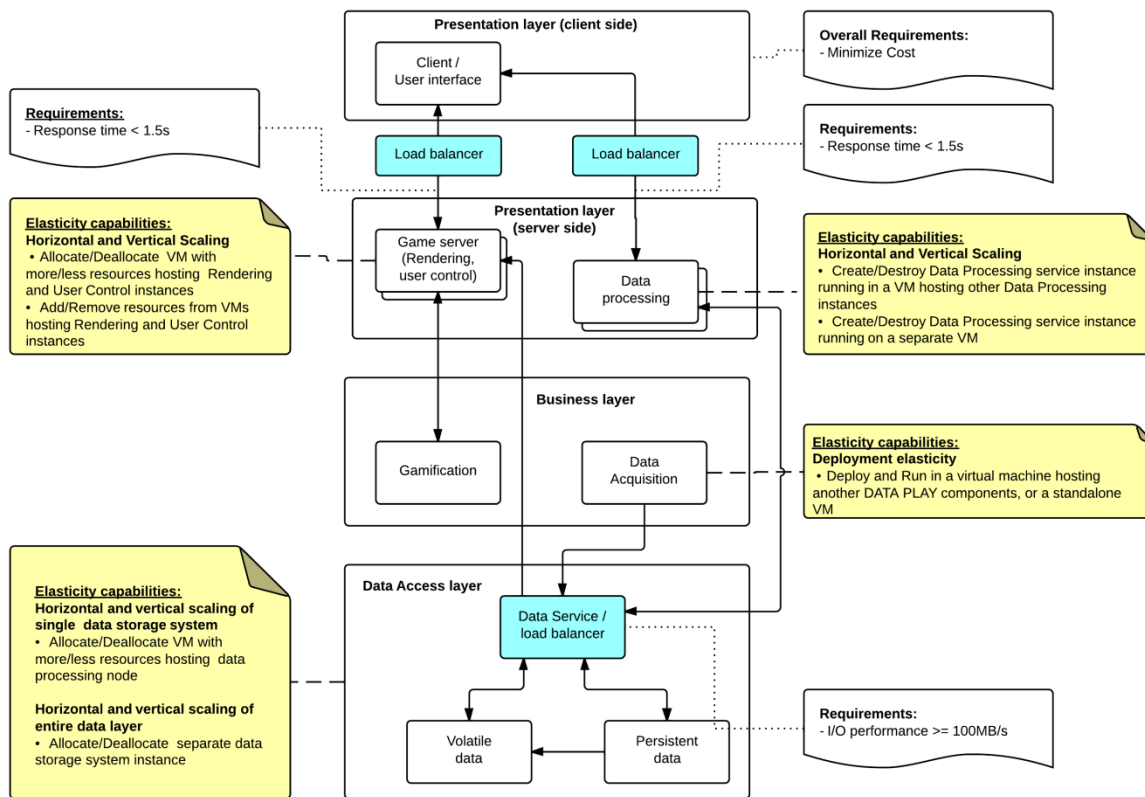 Presentation layer (client side)
Client /
User interface
Overall Requirements:
- Minimize Cost
Requirements:
- Response time < 1.5s
Load balancer
Load balancer
Requirements:
- Response time < 1.5s
Elasticity capabilities:
Horizontal and Vertical Scaling
• Allocate/Deallocate VM with
more/less resources hosting Rendering
and User Control instances
• Add/Remove resources from VMs
hosting Rendering and User Control
instances
Presentation layer
(server side)
Game server
(Rendering,
user control)
Data
processing
Elasticity capabilities:
Horizontal and Vertical Scaling
• Create/Destroy Data Processing service instance
running in a VM hosting other Data Processing
instances
• Create/Destroy Data Processing service instance
running on a separate VM
Business layer
Gamification
Data
Acquisition
Elasticity capabilities:
Deployment elasticity
• Deploy and Run in a virtual machine hosting
another DATA PLAY components, or a standalone
VM
Elasticity capabilities:
Horizontal and vertical scaling of
single data storage system
• Allocate/Deallocate VM with
more/less resources hosting data
processing node
Horizontal and vertical scaling of
entire data layer
• Allocate/Deallocate separate data
storage system instance
Data Access layer
Data Service /
load balancer
Volatile
data
Persistent
data
Requirements:
- I/O performance >= 100MB/s